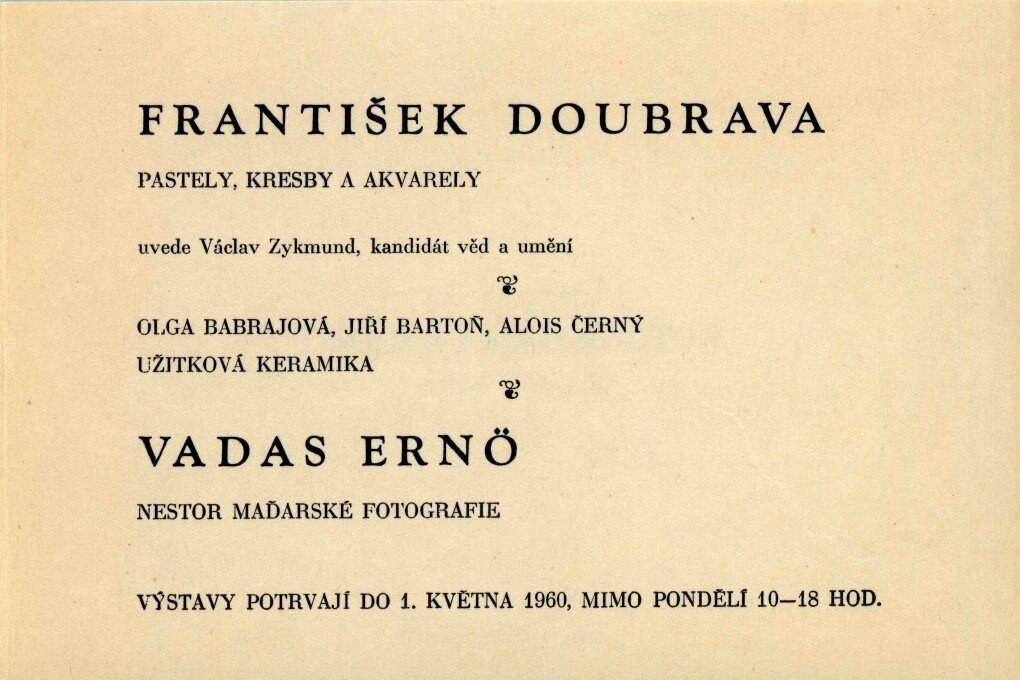 FRANTIŠEK DOUBRAVA
PASTELY, KRESBY A AKVARELY
uvede Václav Zykmund, kandidát věd a umění
OLGA BABRAJOVÁ, JIŘÍ BARTOŇ, ALOIS ČERNÝ
UŽITKOVÁ KERAMIKA
VADAS ERNÖ
NESTOR MAĎARSKÉ FOTOGRAFIE
VÝSTAVY POTRVAJÍ DO 1. KVĚTNA 1960, MIMO PONDĚLÍ 10—18 HOD.